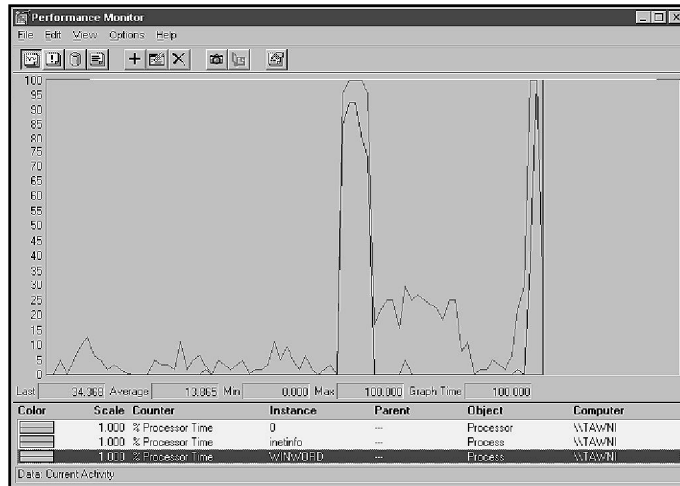 Performance Monitor
File Edit View Options Help
100
95
90
85
80
75
70
65
60
55
50
45
40
35
30
25
20
15
10
5
0
Last 34.368 Average 13.865 Min 0.000 Max 100.000 Graph Time 100.000
Color Scale Counter Instance Parent Object Computer
1.000 % Processor Time 0 --- Processor \\TAWNI
1.000 % Processor Time inetinfo --- Process \\TAWNI
1.000 % Processor Time WINWORD --- Process \\TAWNI
Data: Current Activity